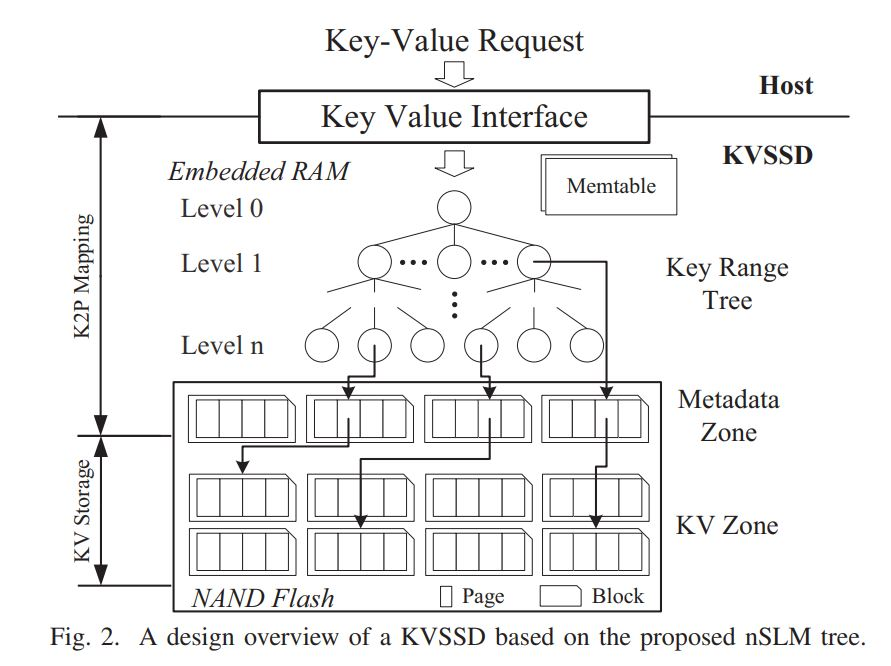 Key-Value Request
Host
Key Value Interface
KVSSD
Embedded RAM
Memtable
Level 0
Level 1
Key Range
Tree
K2P Mapping
Level n
Metadata
Zone
KV Storage
KV Zone
NAND Flash
Page
Block
Fig. 2. A design overview of a KVSSD based on the proposed nSLM tree.